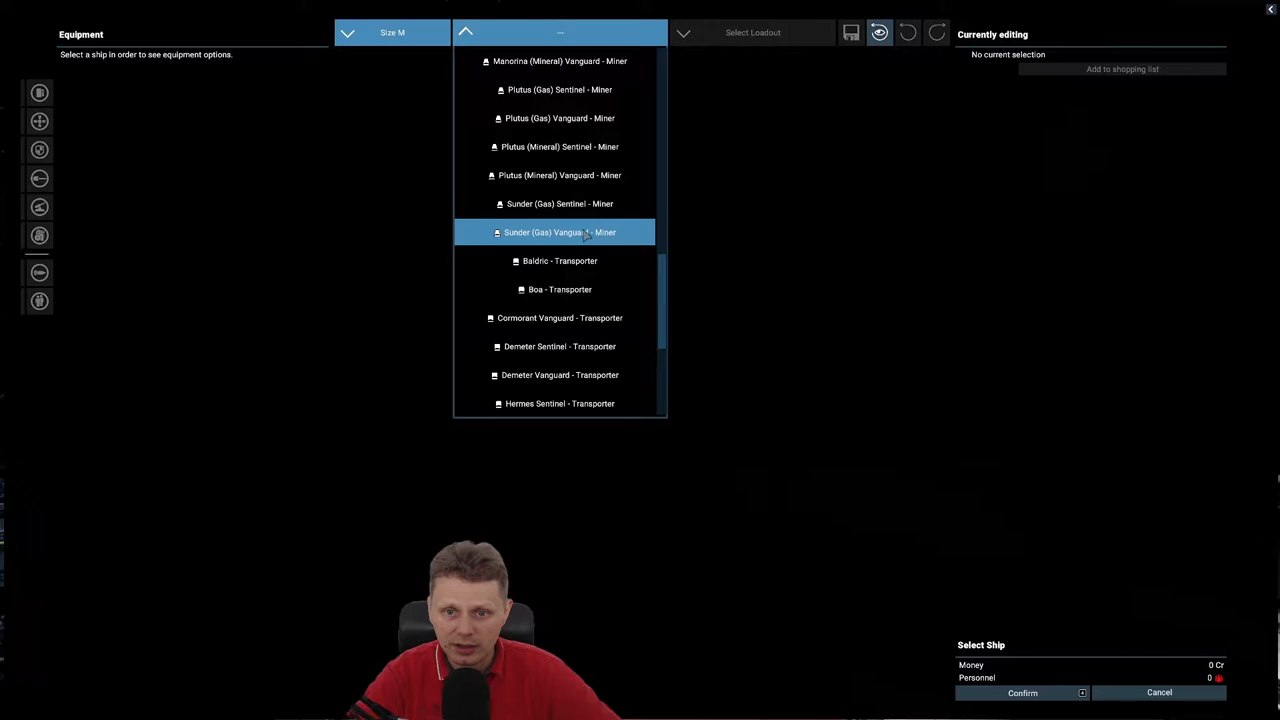 Equipment
Select a ship in order to see equipment options.
Size M
---
Select Loadout
Currently editing
No current selection
Add to shopping list
Manorina (Mineral) Vanguard - Miner
Plutus (Gas) Sentinel - Miner
Plutus (Gas) Vanguard - Miner
Plutus (Mineral) Sentinel - Miner
Plutus (Mineral) Vanguard - Miner
Sunder (Gas) Sentinel - Miner
Sunder (Gas) Vanguard - Miner
Baldric - Transporter
Boa - Transporter
Cormorant Vanguard - Transporter
Demeter Sentinel - Transporter
Demeter Vanguard - Transporter
Hermes Sentinel - Transporter
Select Ship
Money 0 Cr
Personnel 0
Confirm
Cancel